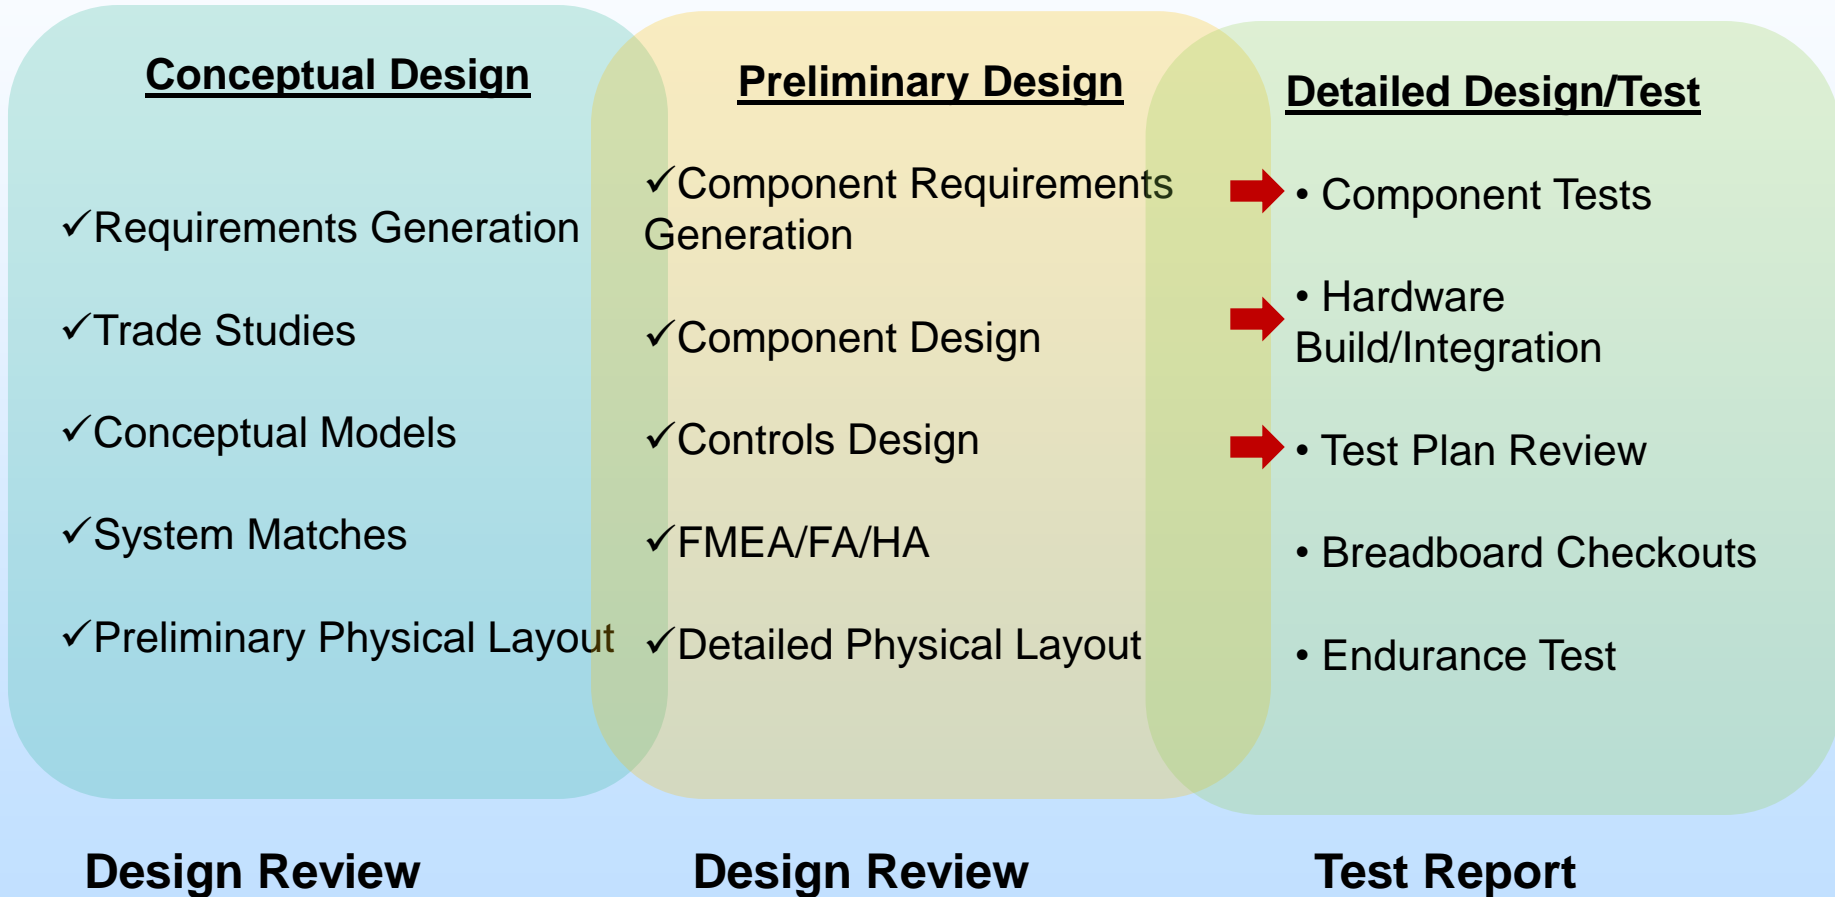 Conceptual Design
✓Requirements Generation
✓Trade Studies
✓Conceptual Models
✓System Matches
✓Preliminary Physical Layout
Design Review
Preliminary Design
✓Component Requirements
Generation
✓Component Design
✓Controls Design
✓FMEA/FA/HA
✓Detailed Physical Layout
Design Review
Detailed Design/Test
• Component Tests
• Hardware
Build/Integration
• Test Plan Review
• Breadboard Checkouts
• Endurance Test
Test Report